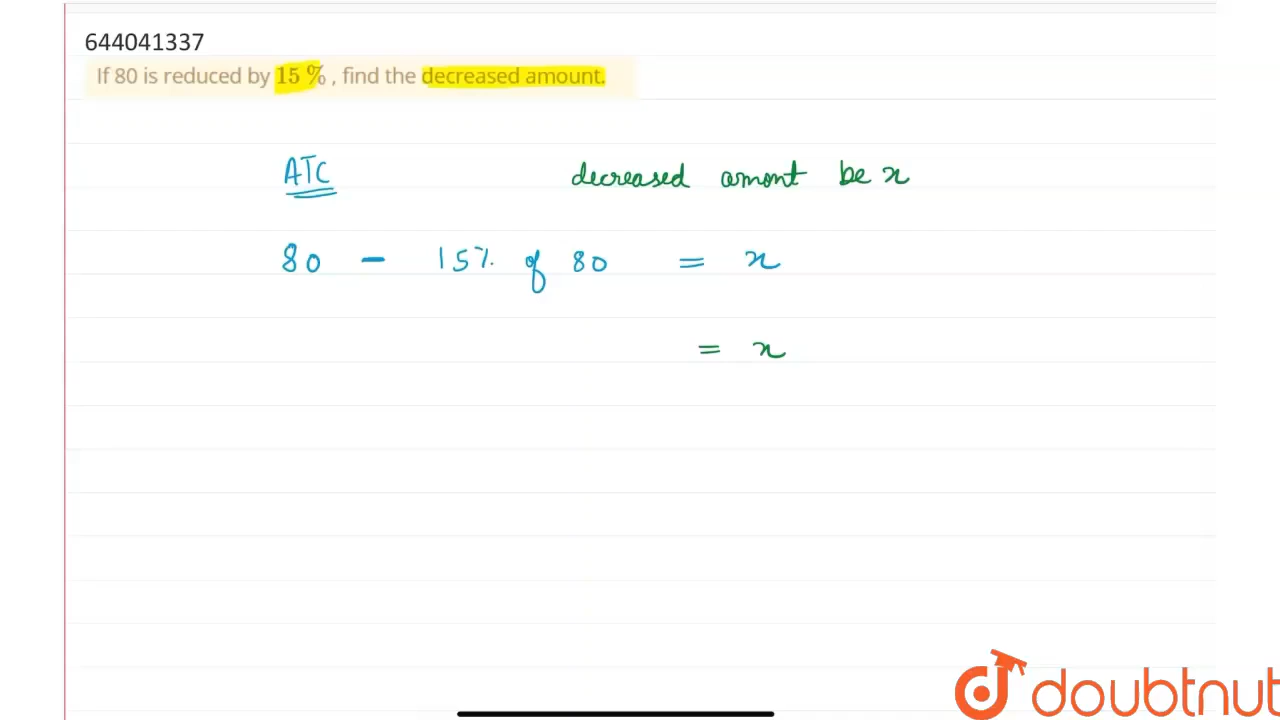 644041337
If 80 is reduced by 15 % , find the decreased amount.
ATC decreased amont be x
80 - 15% of 80 = x
= x
doubtnut